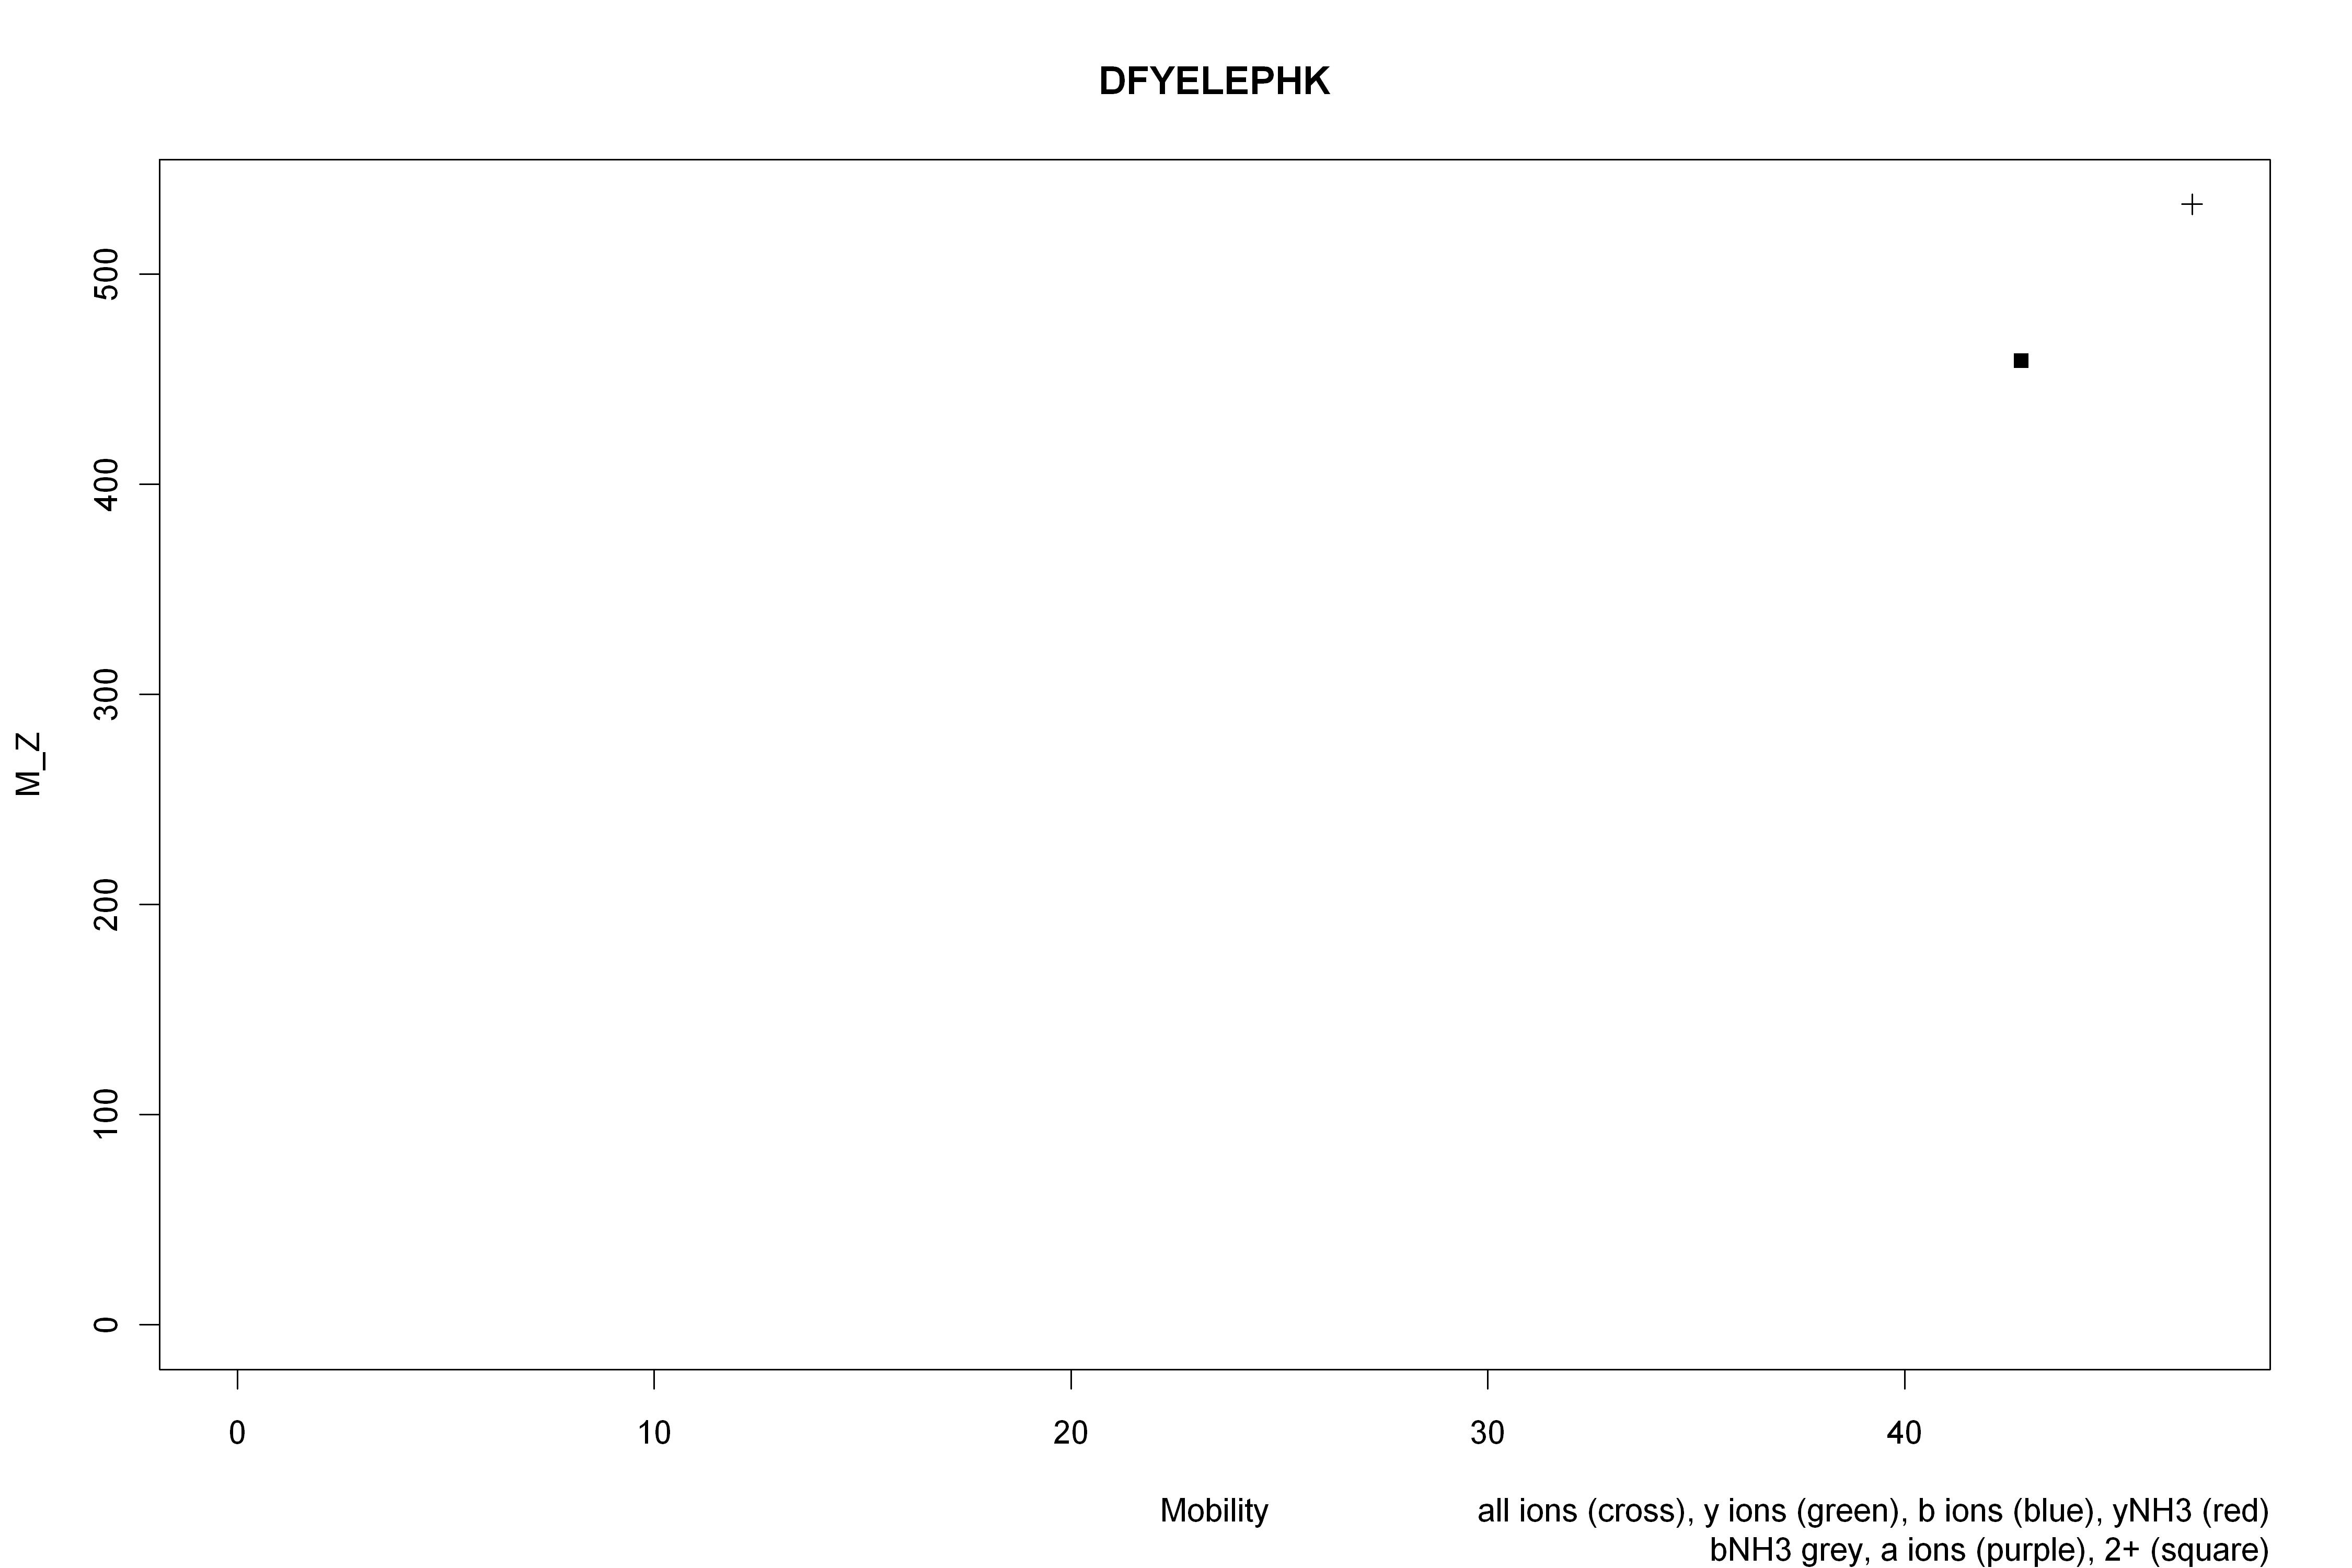 DFYELEPHK
500
400
300
200
100
0
M_Z
0 10 20 30 40
Mobility
all ions (cross), y ions (green), b ions (blue), yNH3 (red)
bNH3 grey, a ions (purple), 2+ (square)